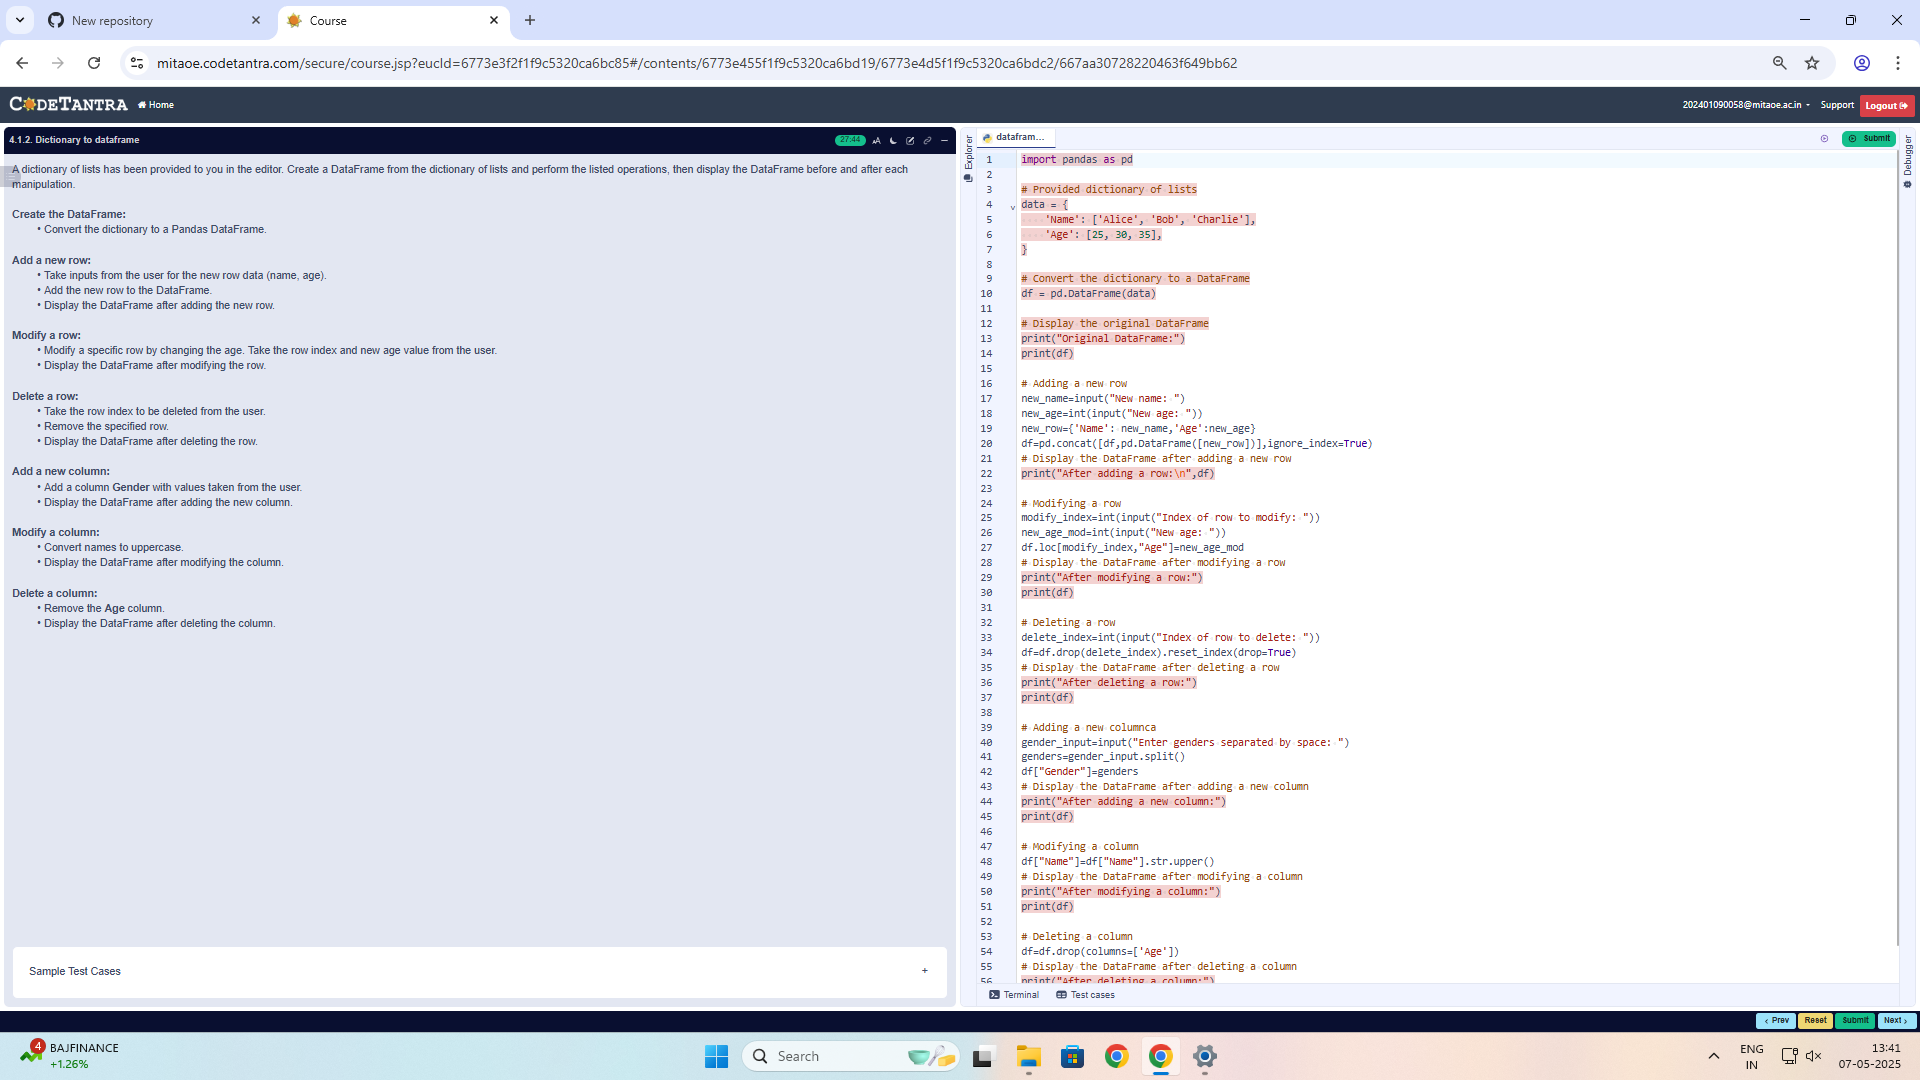 New repository
Course
mitaoe.codetantra.com/secure/course.jsp?eucId=6773e3f2f1f9c5320ca6bc85#/contents/6773e455f1f9c5320ca6bd19/6773e4d5f1f9c5320ca6bdc2/667aa30728220463f649bb62
CODETANTRA Home
202401090058@mitaoe.ac.in Support Logout
4.1.2. Dictionary to dataframe
27:44
A dictionary of lists has been provided to you in the editor. Create a DataFrame from the dictionary of lists and perform the listed operations, then display the DataFrame before and after each
manipulation.
Create the DataFrame:
• Convert the dictionary to a Pandas DataFrame.
Add a new row:
• Take inputs from the user for the new row data (name, age).
• Add the new row to the DataFrame.
• Display the DataFrame after adding the new row.
Modify a row:
• Modify a specific row by changing the age. Take the row index and new age value from the user.
• Display the DataFrame after modifying the row.
Delete a row:
• Take the row index to be deleted from the user.
• Remove the specified row.
• Display the DataFrame after deleting the row.
Add a new column:
• Add a column Gender with values taken from the user.
• Display the DataFrame after adding the new column.
Modify a column:
• Convert names to uppercase.
• Display the DataFrame after modifying the column.
Delete a column:
• Remove the Age column.
• Display the DataFrame after deleting the column.
Sample Test Cases +
Explorer
datafram...
Submit
Debugger
1 import pandas as pd
2
3 # Provided dictionary of lists
4 data = {
5 'Name': ['Alice', 'Bob', 'Charlie'],
6 'Age': [25, 30, 35],
7 }
8
9 # Convert the dictionary to a DataFrame
10 df = pd.DataFrame(data)
11
12 # Display the original DataFrame
13 print("Original DataFrame:")
14 print(df)
15
16 # Adding a new row
17 new_name=input("New name: ")
18 new_age=int(input("New age: "))
19 new_row={'Name': new_name,'Age':new_age}
20 df=pd.concat([df,pd.DataFrame([new_row])],ignore_index=True)
21 # Display the DataFrame after adding a new row
22 print("After adding a row:\n",df)
23
24 # Modifying a row
25 modify_index=int(input("Index of row to modify: "))
26 new_age_mod=int(input("New age: "))
27 df.loc[modify_index,"Age"]=new_age_mod
28 # Display the DataFrame after modifying a row
29 print("After modifying a row:")
30 print(df)
31
32 # Deleting a row
33 delete_index=int(input("Index of row to delete: "))
34 df=df.drop(delete_index).reset_index(drop=True)
35 # Display the DataFrame after deleting a row
36 print("After deleting a row:")
37 print(df)
38
39 # Adding a new columnca
40 gender_input=input("Enter genders separated by space: ")
41 genders=gender_input.split()
42 df["Gender"]=genders
43 # Display the DataFrame after adding a new column
44 print("After adding a new column:")
45 print(df)
46
47 # Modifying a column
48 df["Name"]=df["Name"].str.upper()
49 # Display the DataFrame after modifying a column
50 print("After modifying a column:")
51 print(df)
52
53 # Deleting a column
54 df=df.drop(columns=['Age'])
55 # Display the DataFrame after deleting a column
56 print("After deleting a column:")
Terminal Test cases
Prev Reset Submit Next
4
BAJFINANCE
+1.26%
Search
ENG
IN
13:41
07-05-2025